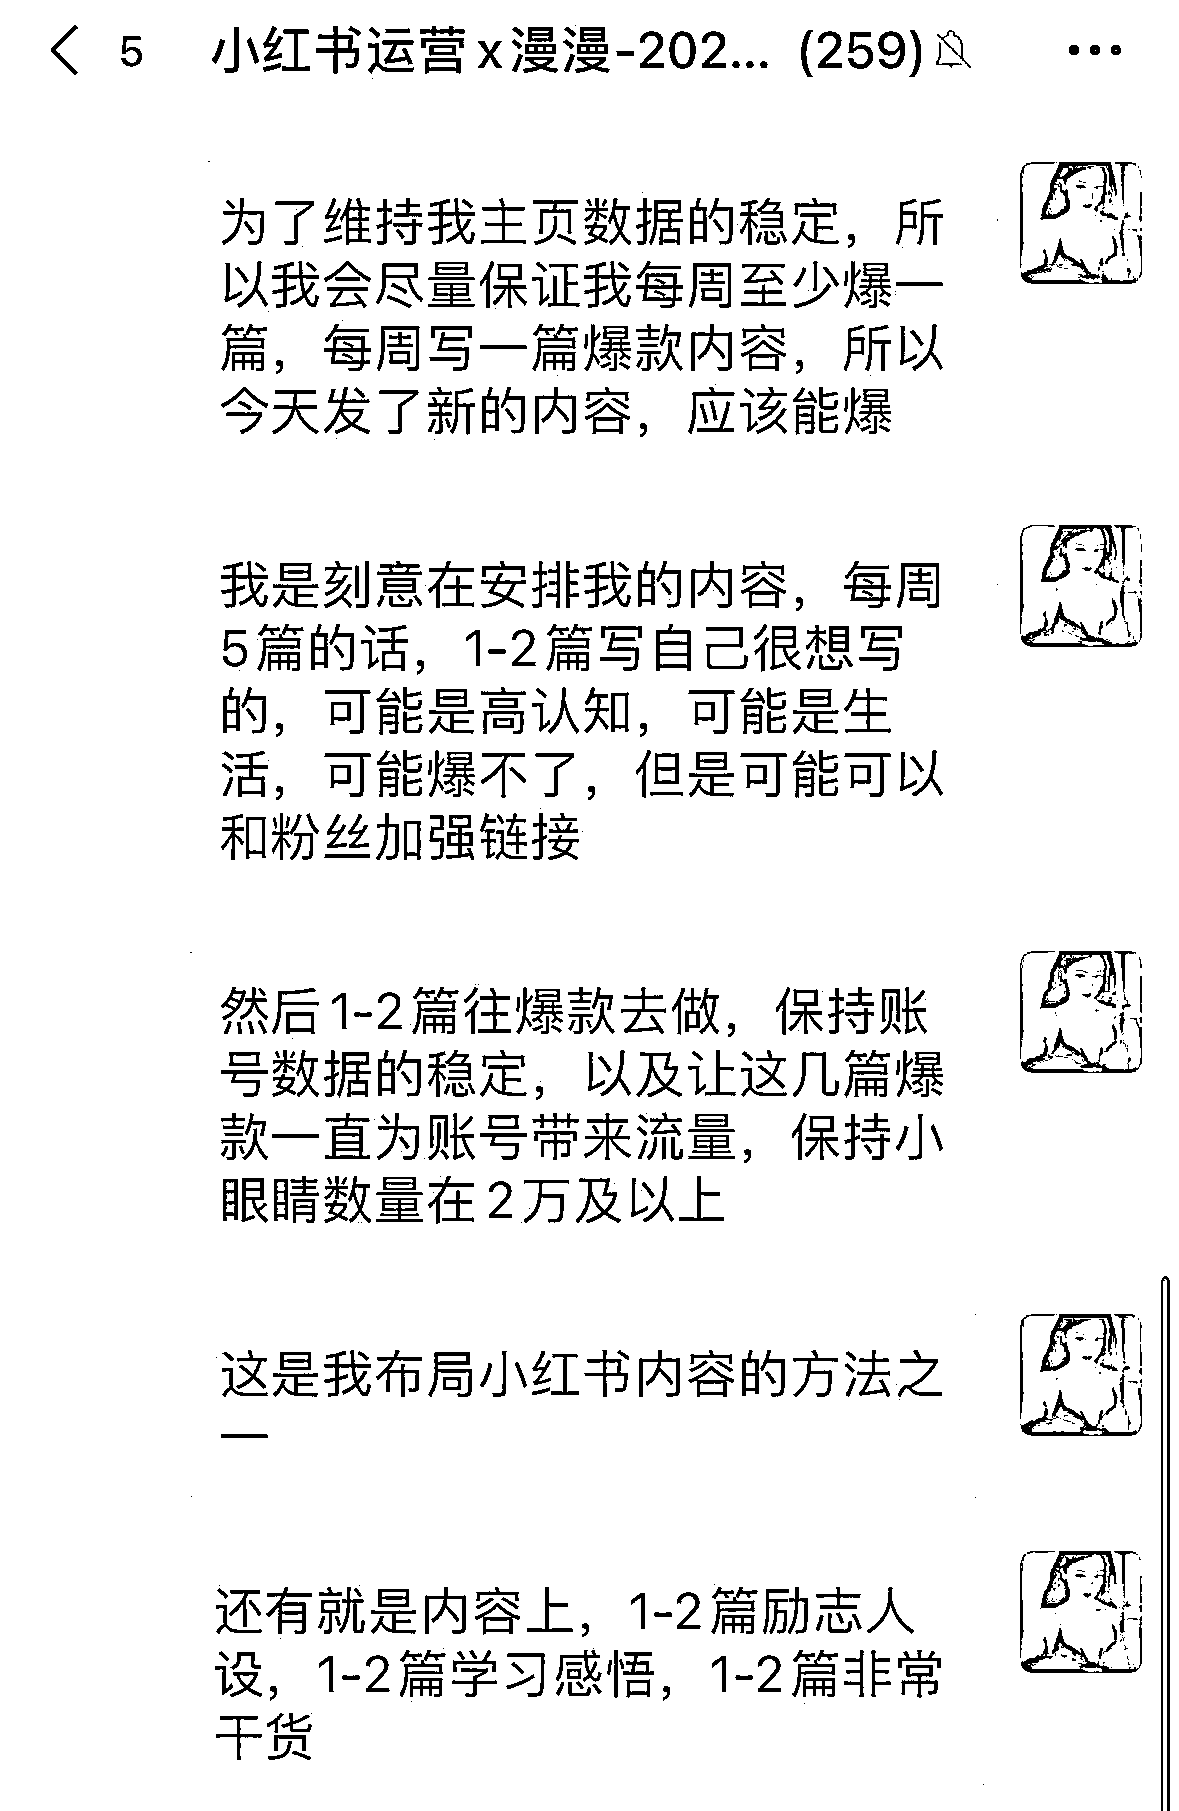 5 小红书运营x漫漫-202... (259)
为了维持我主页数据的稳定，所
以我会尽量保证我每周至少爆一
篇，每周写一篇爆款内容，所以
今天发了新的内容，应该能爆
我是刻意在安排我的内容，每周
5篇的话，1-2篇写自己很想写
的，可能是高认知，可能是生
活，可能爆不了，但是可能可以
和粉丝加强链接
然后1-2篇往爆款去做，保持账
号数据的稳定，以及让这几篇爆
款一直为账号带来流量，保持小
眼睛数量在2万及以上
这是我布局小红书内容的方法之
一
还有就是内容上，1-2篇励志人
设，1-2篇学习感悟，1-2篇非常
干货